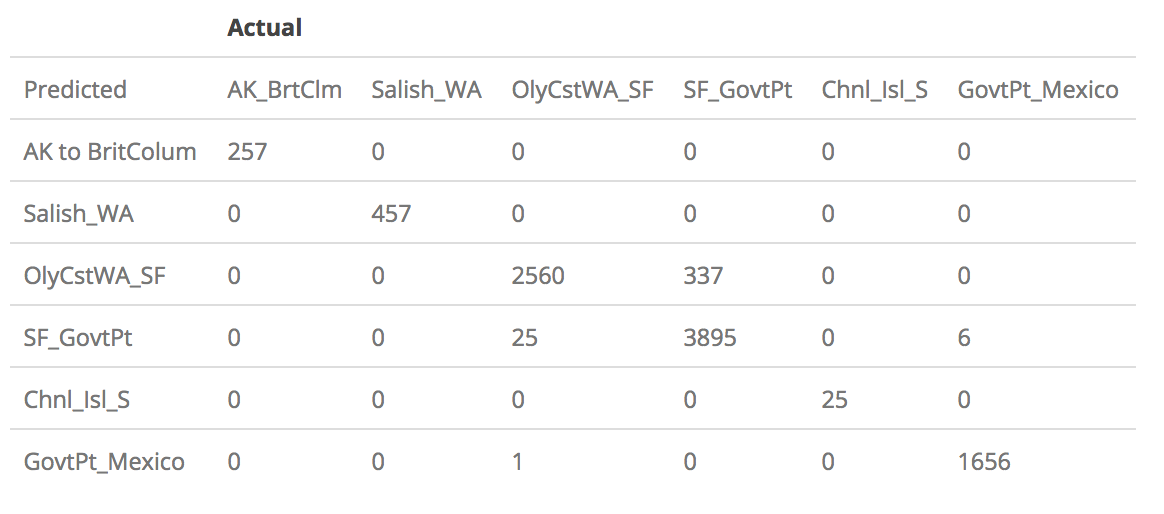 Actual
Predicted AK_BrtClm Salish_WA OlyCstWA_SF SF_GovtPt Chnl_Isl_S GovtPt_Mexico
AK to BritColum 257 0 0 0 0 0
Salish_WA 0 457 0 0 0 0
OlyCstWA_SF 0 0 2560 337 0 0
SF_GovtPt 0 0 25 3895 0 6
Chnl_Isl_S 0 0 0 0 25 0
GovtPt_Mexico 0 0 1 0 0 1656